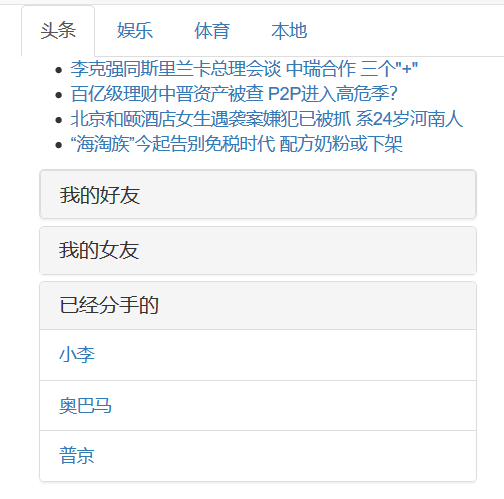 头条 娱乐 体育 本地
李克强同斯里兰卡总理会谈 中瑞合作 三个"+"
百亿级理财中晋资产被查 P2P进入高危季？
北京和颐酒店女生遇袭案嫌犯已被抓 系24岁河南人
“海淘族”今起告别免税时代 配方奶粉或下架
我的好友
我的女友
已经分手的
小李
奥巴马
普京